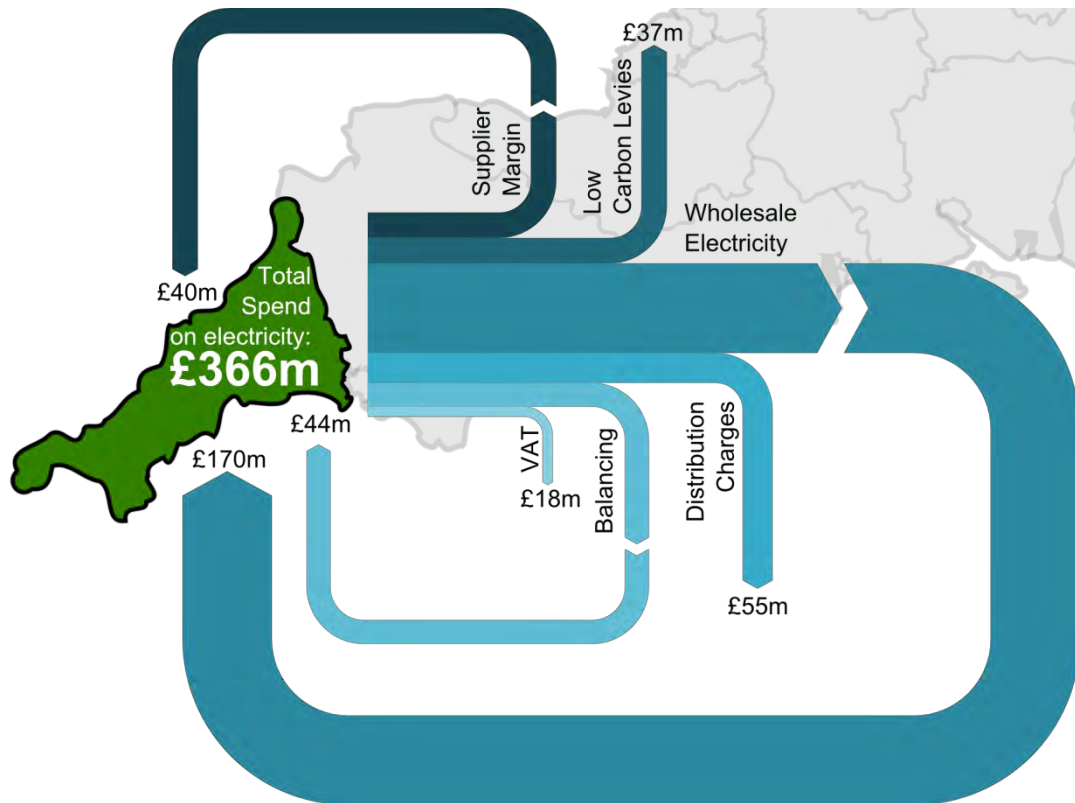 £37m
Supplier
Margin
Low
Carbon Levies
Wholesale
Electricity
£40m
Total
Spend
on electricity:
£366m
£44m
£170m
VAT
£18m
Balancing
Distribution
Charges
£55m